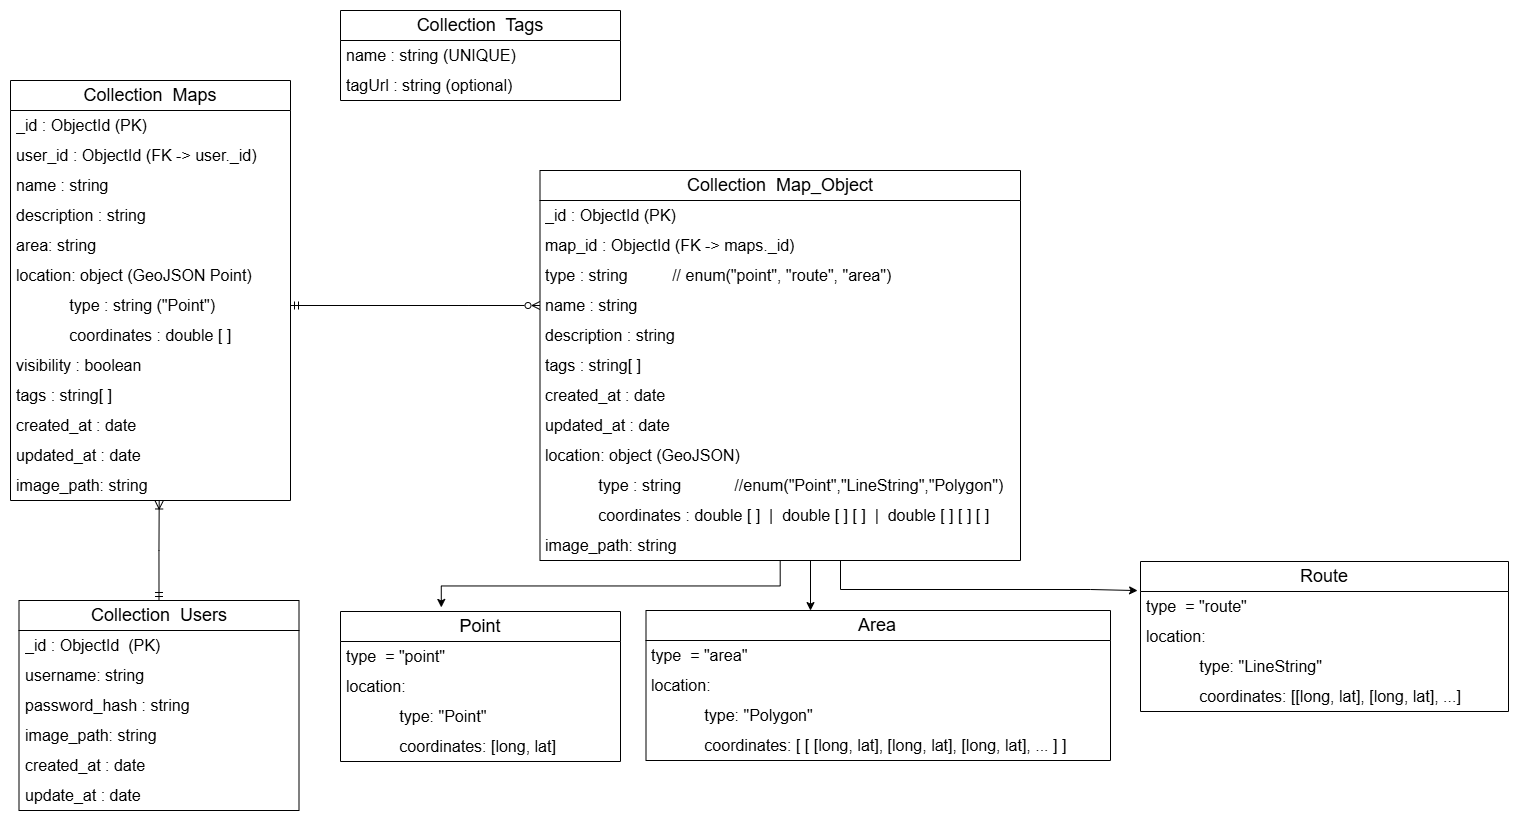 Collection  Tags
name : string (UNIQUE)
tagUrl : string (optional)
Collection  Maps
_id : ObjectId (PK)
user_id : ObjectId (FK -> user._id)
name : string
description : string
area: string
location: object (GeoJSON Point)
type : string ("Point")
coordinates : double [ ]
visibility : boolean
tags : string[ ]
created_at : date
updated_at : date
image_path: string
Collection  Map_Object
_id : ObjectId (PK)
map_id : ObjectId (FK -> maps._id)
type : string          // enum("point", "route", "area")
name : string
description : string
tags : string[ ]
created_at : date
updated_at : date
location: object (GeoJSON)
type : string            //enum("Point","LineString","Polygon")
coordinates : double [ ]  |  double [ ] [ ]  |  double [ ] [ ] [ ]
image_path: string
Collection  Users
_id : ObjectId  (PK)
username: string
password_hash : string
image_path: string
created_at : date
update_at : date
Point
type  = "point"
location:
type: "Point"
coordinates: [long, lat]
Area
type  = "area"
location:
type: "Polygon"
coordinates: [ [ [long, lat], [long, lat], [long, lat], ... ] ]
Route
type  = "route"
location:
type: "LineString"
coordinates: [[long, lat], [long, lat], ...]